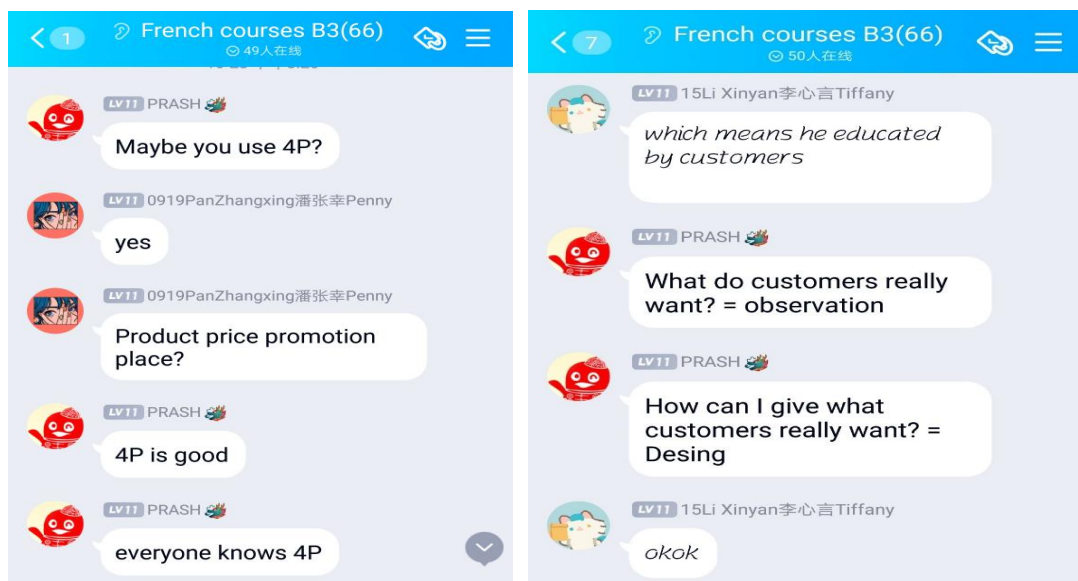 1
French courses B3(66)
49人在线
LV11 PRASH
Maybe you use 4P?
LV11 0919PanZhangxing潘张幸Penny
yes
LV11 0919PanZhangxing潘张幸Penny
Product price promotion
place?
LV11 PRASH
4P is good
LV11 PRASH
everyone knows 4P
7
French courses B3(66)
50人在线
LV11 15Li Xinyan李心言Tiffany
which means he educated
by customers
LV11 PRASH
What do customers really
want? = observation
LV11 PRASH
How can I give what
customers really want? =
Desing
LV11 15Li Xinyan李心言Tiffany
okok